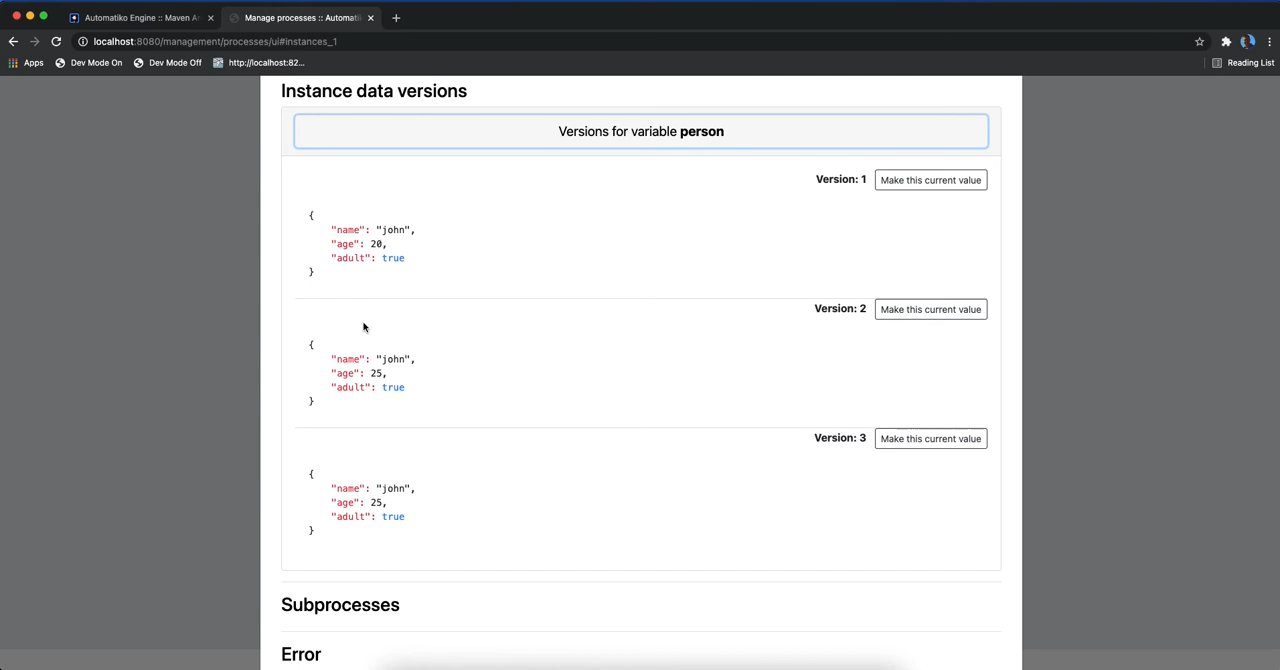 Automatiko Engine :: Maven Ar
Manage processes :: Automatik
localhost:8080/management/processes/ui#instances_1
Apps
Dev Mode On
Dev Mode Off
http://localhost:82...
Reading List
Instance data versions
Versions for variable person
Version: 1
Make this current value
{
"name": "john",
"age": 20,
"adult": true
}
Version: 2
Make this current value
{
"name": "john",
"age": 25,
"adult": true
}
Version: 3
Make this current value
{
"name": "john",
"age": 25,
"adult": true
}
Subprocesses
Error